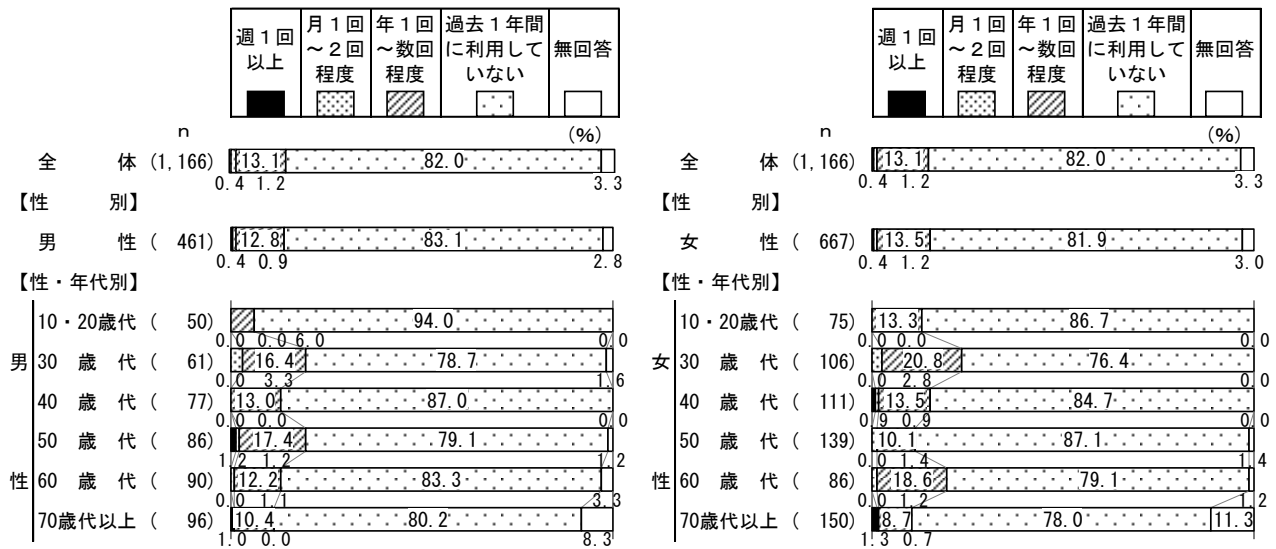 週1回以上 月1回～2回程度 年1回～数回程度 過去1年間に利用していない 無回答
n (%)
全体 (1,166) 13.1 82.0
0.4 1.2 3.3
【性別】
男性 ( 461) 12.8 83.1
0.4 0.9 2.8
【性・年代別】
男性
10・20歳代 ( 50) 94.0
0.0 0.0 6.0 0.0
30歳代 ( 61) 16.4 78.7
0.0 3.3 1.6
40歳代 ( 77) 13.0 87.0
0.0 0.0 0.0
50歳代 ( 86) 17.4 79.1
1.2 1.2 1.2
60歳代 ( 90) 12.2 83.3
0.0 1.1 3.3
70歳代以上 ( 96) 10.4 80.2
1.0 0.0 8.3
週1回以上 月1回～2回程度 年1回～数回程度 過去1年間に利用していない 無回答
n (%)
全体 (1,166) 13.1 82.0
0.4 1.2 3.3
【性別】
女性 ( 667) 13.5 81.9
0.4 1.2 3.0
【性・年代別】
女性
10・20歳代 ( 75) 13.3 86.7
0.0 0.0 0.0
30歳代 ( 106) 20.8 76.4
0.0 2.8 0.0
40歳代 ( 111) 13.5 84.7
0.9 0.9 0.0
50歳代 ( 139) 10.1 87.1
0.0 1.4 1.4
60歳代 ( 86) 18.6 79.1
0.0 1.2 1.2
70歳代以上 ( 150) 8.7 78.0 11.3
1.3 0.7